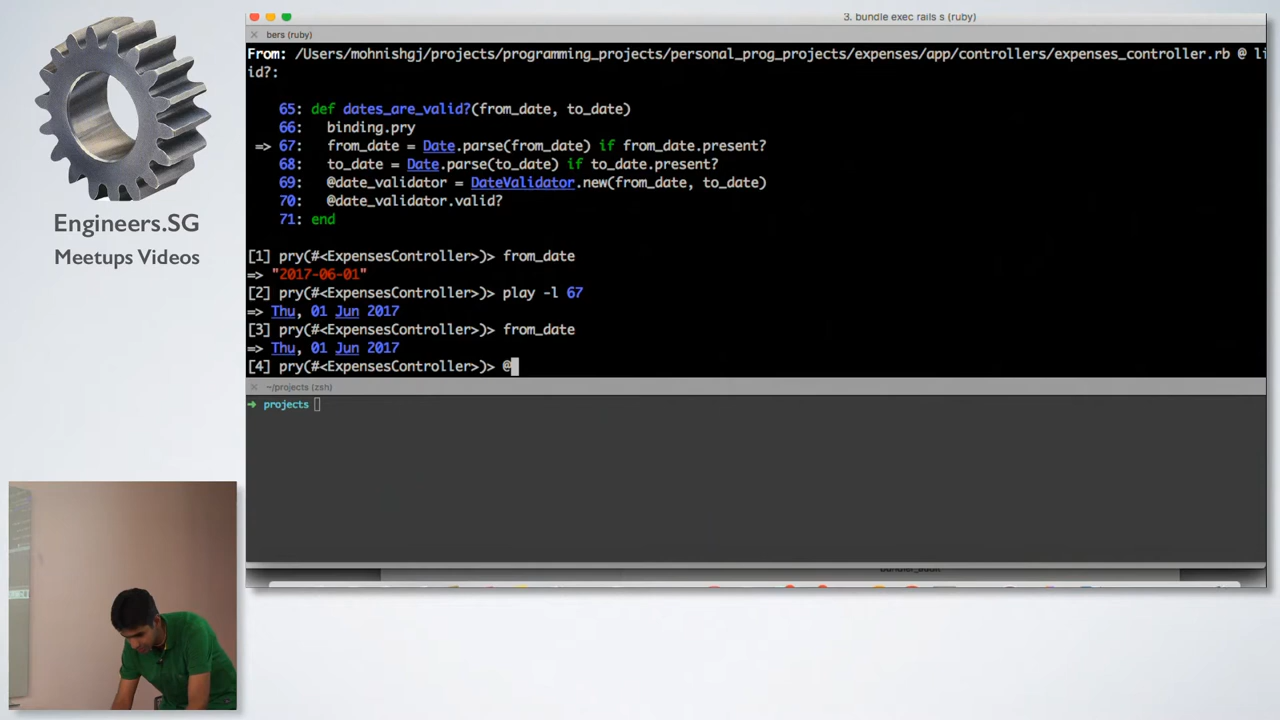 3. bundle exec rails s (ruby)
bers (ruby)
From: /Users/mohnishgj/projects/programming_projects/personal_prog_projects/expenses/app/controllers/expenses_controller.rb @ li
id?:
65: def dates_are_valid?(from_date, to_date)
66: binding.pry
=> 67: from_date = Date.parse(from_date) if from_date.present?
68: to_date = Date.parse(to_date) if to_date.present?
69: @date_validator = DateValidator.new(from_date, to_date)
70: @date_validator.valid?
71: end
[1] pry(#<ExpensesController>)> from_date
=> "2017-06-01"
[2] pry(#<ExpensesController>)> play -l 67
=> Thu, 01 Jun 2017
[3] pry(#<ExpensesController>)> from_date
=> Thu, 01 Jun 2017
[4] pry(#<ExpensesController>)> @
~/projects (zsh)
➜ projects
Engineers.SG
Meetups Videos